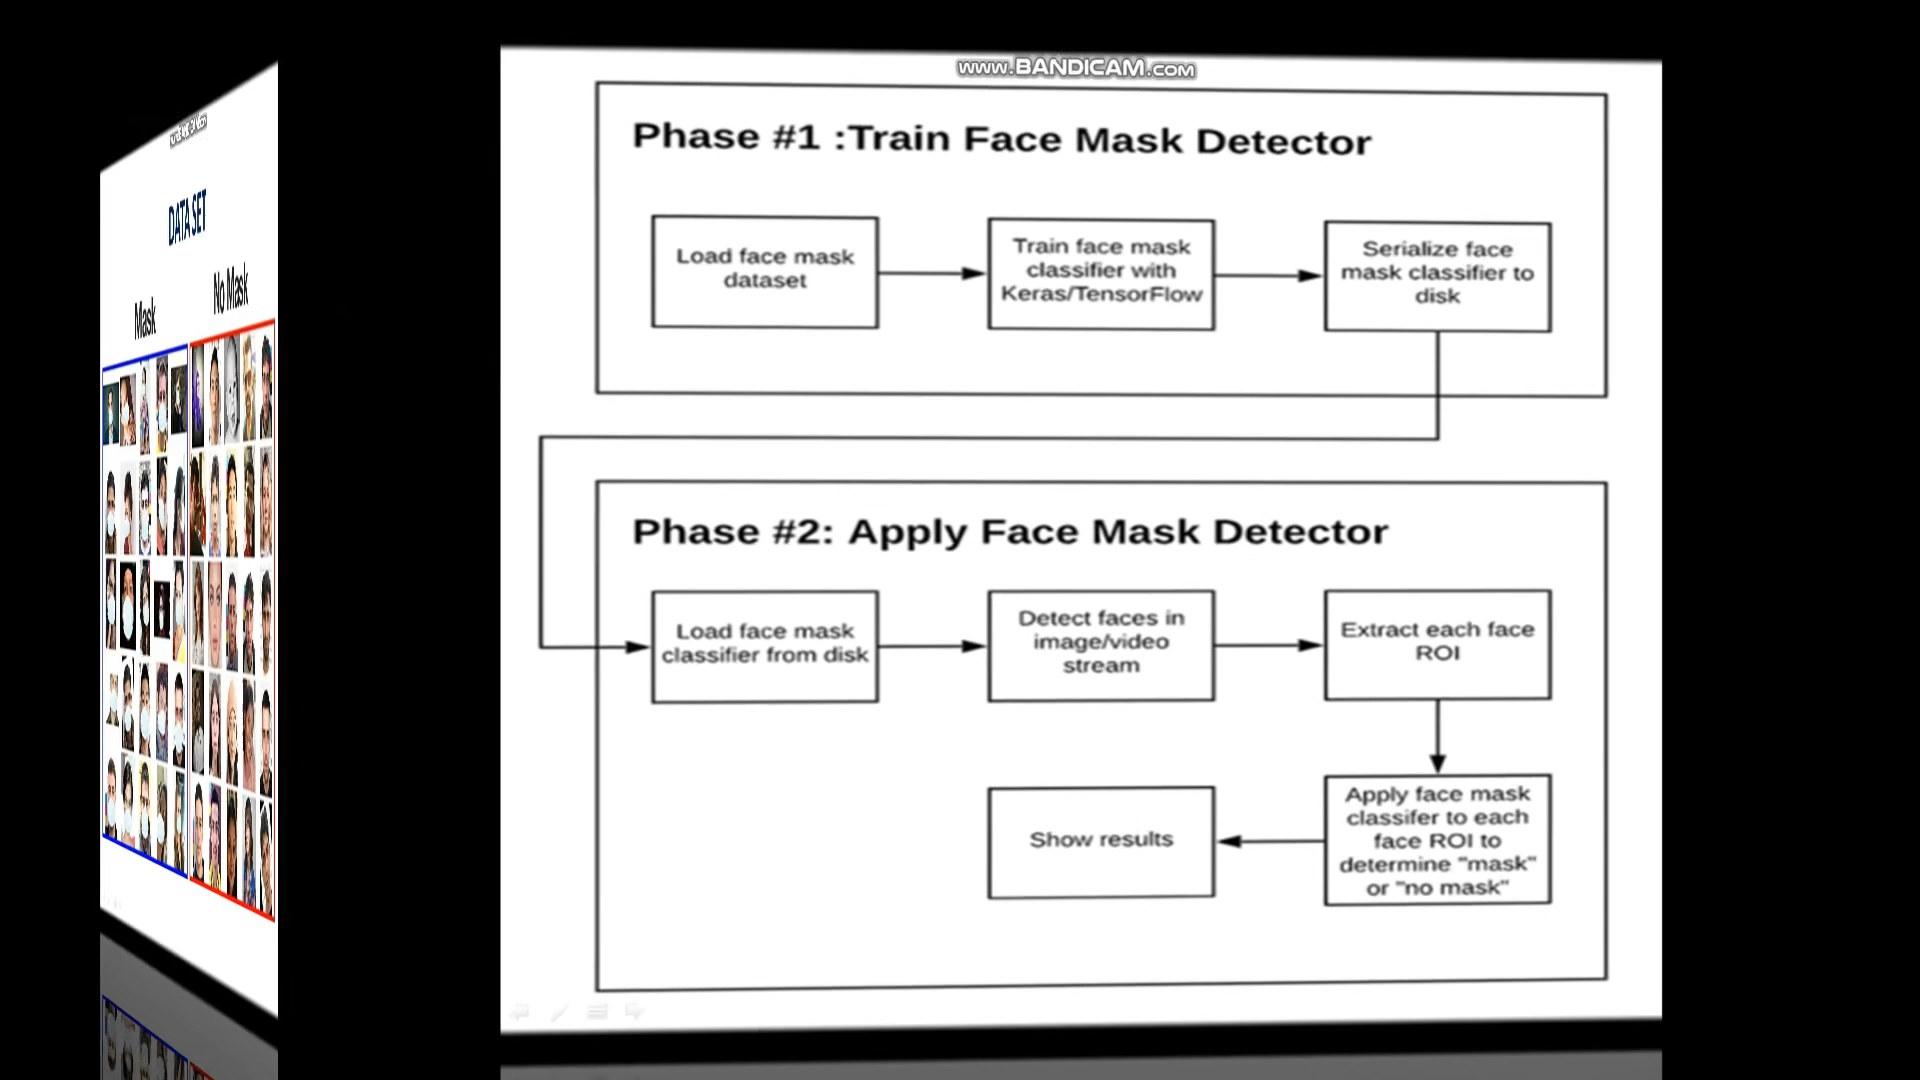 www.BANDICAM.com
DATA SET
Mask
No Mask
Phase #1 :Train Face Mask Detector
Load face mask
dataset
Train face mask
classifier with
Keras/TensorFlow
Serialize face
mask classifier to
disk
Phase #2: Apply Face Mask Detector
Load face mask
classifier from disk
Detect faces in
image/video
stream
Extract each face
ROI
Apply face mask
classifer to each
face ROI to
determine "mask"
or "no mask"
Show results